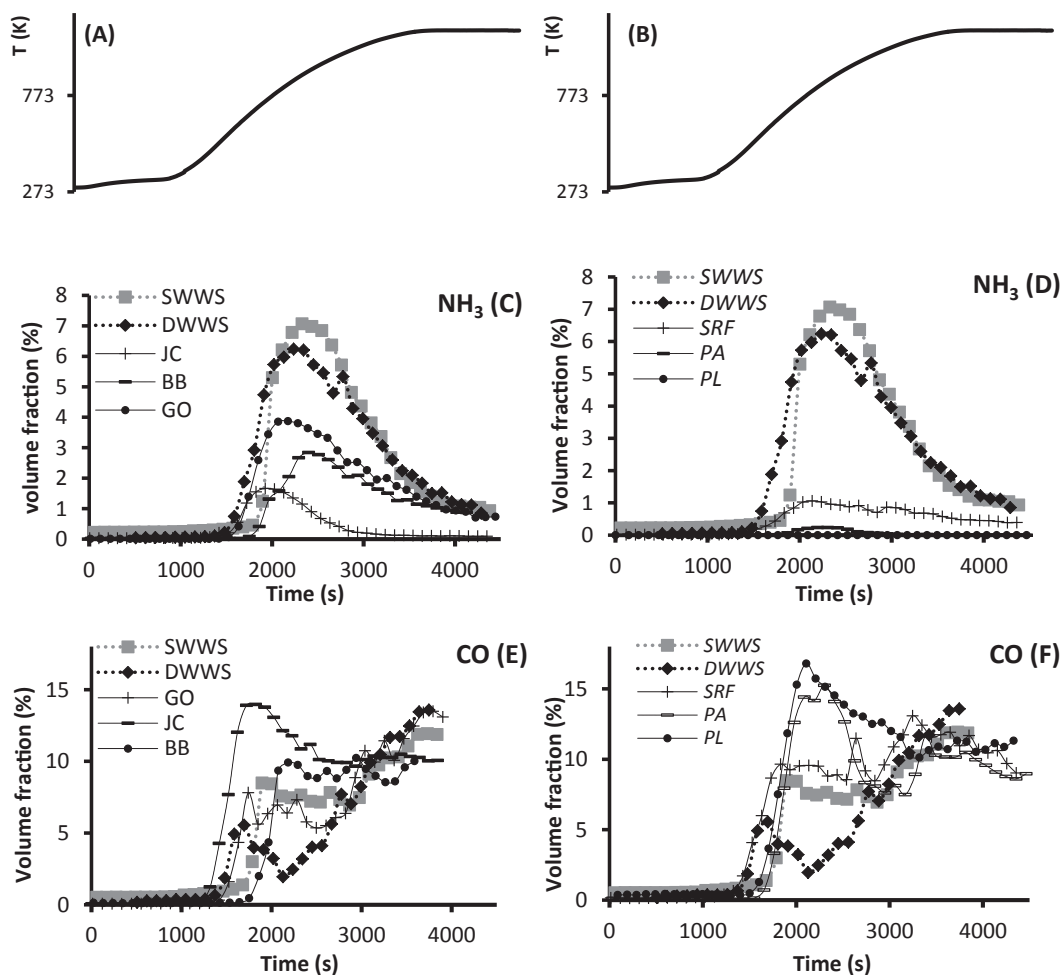 T (K)
(A)
773
273
T (K)
(B)
773
273
volume fraction (%)
8
7
6
5
4
3
2
1
0
SWWS
DWWS
JC
BB
GO
NH3 (C)
0 1000 2000 3000 4000
Time (s)
Volume fraction (%)
8
7
6
5
4
3
2
1
0
SWWS
DWWS
SRF
PA
PL
NH3 (D)
0 1000 2000 3000 4000
Time (s)
Volume fraction (%)
15
10
5
0
SWWS
DWWS
GO
JC
BB
CO (E)
0 1000 2000 3000 4000
Time (s)
Volume fraction (%)
15
10
5
0
SWWS
DWWS
SRF
PA
PL
CO (F)
0 1000 2000 3000 4000
Time (s)